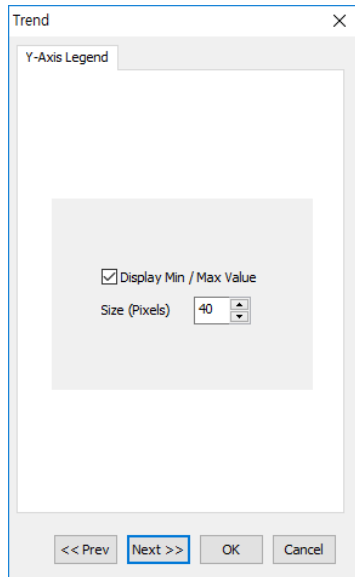 Trend
Y-Axis Legend
Display Min / Max Value
Size (Pixels) 40
<< Prev Next >> OK Cancel